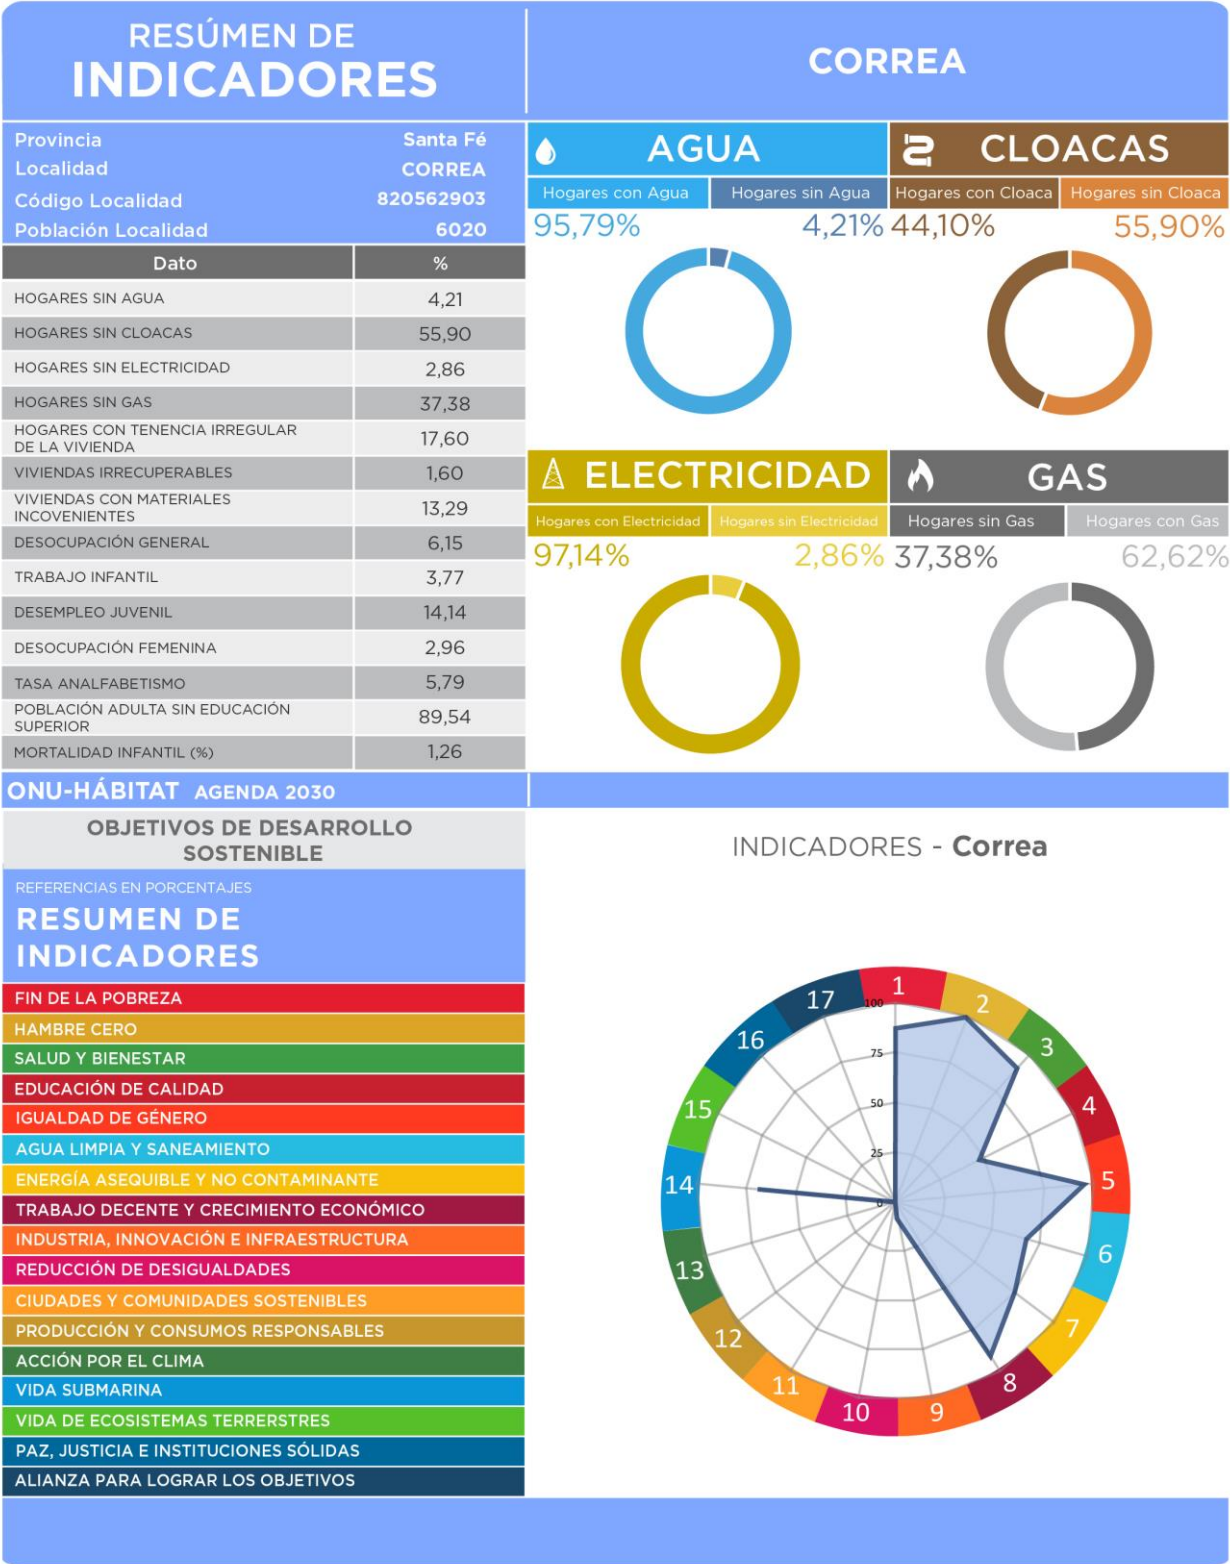 RESÚMEN DE
INDICADORES
CORREA
Provincia Santa Fé
Localidad CORREA
Código Localidad 820562903
Población Localidad 6020
Dato %
HOGARES SIN AGUA 4,21
HOGARES SIN CLOACAS 55,90
HOGARES SIN ELECTRICIDAD 2,86
HOGARES SIN GAS 37,38
HOGARES CON TENENCIA IRREGULAR
DE LA VIVIENDA 17,60
VIVIENDAS IRRECUPERABLES 1,60
VIVIENDAS CON MATERIALES
INCOVENIENTES 13,29
DESOCUPACIÓN GENERAL 6,15
TRABAJO INFANTIL 3,77
DESEMPLEO JUVENIL 14,14
DESOCUPACIÓN FEMENINA 2,96
TASA ANALFABETISMO 5,79
POBLACIÓN ADULTA SIN EDUCACIÓN
SUPERIOR 89,54
MORTALIDAD INFANTIL (%) 1,26
AGUA
Hogares con Agua Hogares sin Agua
95,79% 4,21%
CLOACAS
Hogares con Cloaca Hogares sin Cloaca
44,10% 55,90%
ELECTRICIDAD
Hogares con Electricidad Hogares sin Electricidad
97,14% 2,86%
GAS
Hogares sin Gas Hogares con Gas
37,38% 62,62%
ONU-HÁBITAT AGENDA 2030
OBJETIVOS DE DESARROLLO
SOSTENIBLE
REFERENCIAS EN PORCENTAJES
RESUMEN DE
INDICADORES
FIN DE LA POBREZA
HAMBRE CERO
SALUD Y BIENESTAR
EDUCACIÓN DE CALIDAD
IGUALDAD DE GÉNERO
AGUA LIMPIA Y SANEAMIENTO
ENERGÍA ASEQUIBLE Y NO CONTAMINANTE
TRABAJO DECENTE Y CRECIMIENTO ECONÓMICO
INDUSTRIA, INNOVACIÓN E INFRAESTRUCTURA
REDUCCIÓN DE DESIGUALDADES
CIUDADES Y COMUNIDADES SOSTENIBLES
PRODUCCIÓN Y CONSUMOS RESPONSABLES
ACCIÓN POR EL CLIMA
VIDA SUBMARINA
VIDA DE ECOSISTEMAS TERRERSTRES
PAZ, JUSTICIA E INSTITUCIONES SÓLIDAS
ALIANZA PARA LOGRAR LOS OBJETIVOS
INDICADORES - Correa
1
2
3
4
5
6
7
8
9
10
11
12
13
14
15
16
17
100
75
50
25
0